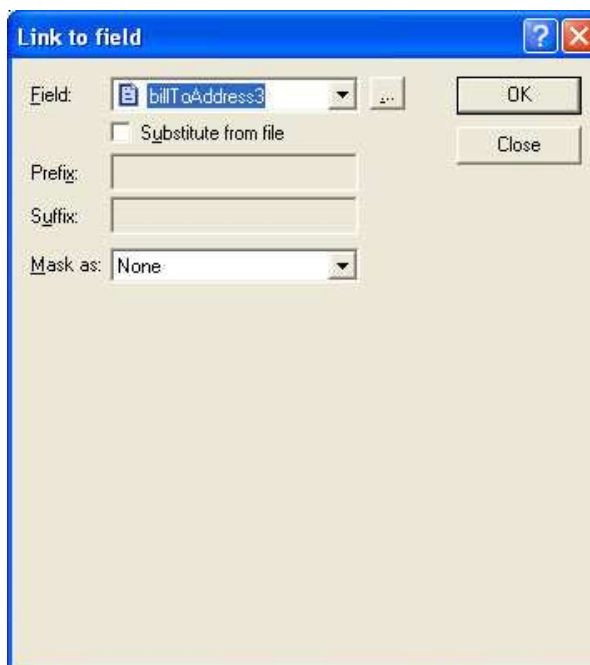 Link to field
?
Field: billToAddress3 ... OK
Substitute from file
Close
Prefix:
Suffix:
Mask as: None